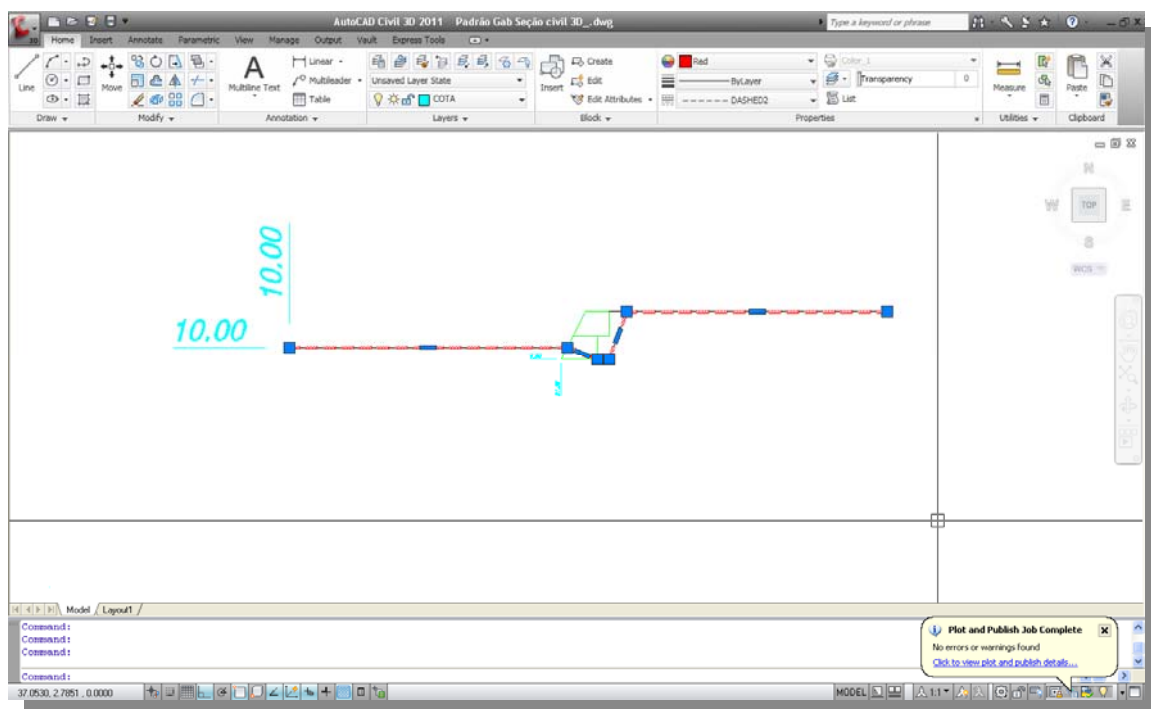 AutoCAD Civil 3D 2011 Padrão Gab Seção civil 3D_.dwg
Type a keyword or phrase
Home Insert Annotate Parametric View Manage Output Vault Express Tools
Line
Move
Multiline Text
Linear
Multileader
Table
Unsaved Layer State
COTA
Insert
Create
Edit
Edit Attributes
Red
ByLayer
DASHED2
Color_1
Transparency 0
List
Measure
Paste
Draw Modify Annotation Layers Block Properties Utilities Clipboard
N
W TOP E
S
WCS
10.00
10,00
Model Layout1
Command:
Command:
Command:
Command:
Plot and Publish Job Complete
No errors or warnings found
Click to view plot and publish details...
37.0530, 2.7851, 0.0000
MODEL
1:1